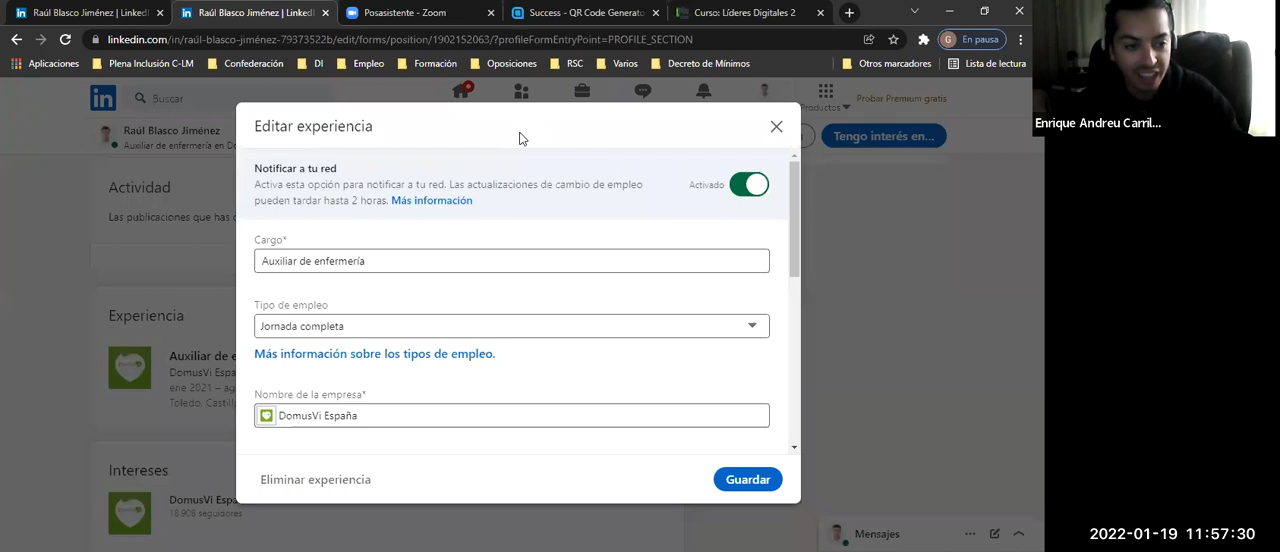 Raúl Blasco Jiménez | LinkedI
Raúl Blasco Jiménez | LinkedI
Posasistente - Zoom
Success - QR Code Generato
Curso: Líderes Digitales 2
linkedin.com/in/raúl-blasco-jiménez-79373522b/edit/forms/position/1902152063/?profileFormEntryPoint=PROFILE_SECTION
G En pausa
Aplicaciones
Plena Inclusión C-LM
Confederación
DI
Empleo
Formación
Oposiciones
RSC
Varios
Decreto de Mínimos
Otros marcadores
Lista de lectura
Enrique Andreu Carril...
in
Buscar
Productos
Probar Premium gratis
Raúl Blasco Jiménez
Auxiliar de enfermería en Do
Tengo interés en...
Editar experiencia
Notificar a tu red
Activa esta opción para notificar a tu red. Las actualizaciones de cambio de empleo
pueden tardar hasta 2 horas. Más información
Activado
Actividad
Las publicaciones que has c
Cargo*
Auxiliar de enfermería
Tipo de empleo
Jornada completa
Más información sobre los tipos de empleo.
Nombre de la empresa*
DomusVi España
Experiencia
Auxiliar de e
DomusVi Espa
ene 2021 – ag
Toledo, Castill
Intereses
DomusVi Espa
18.908 seguidores
Eliminar experiencia
Guardar
Mensajes
2022-01-19 11:57:30